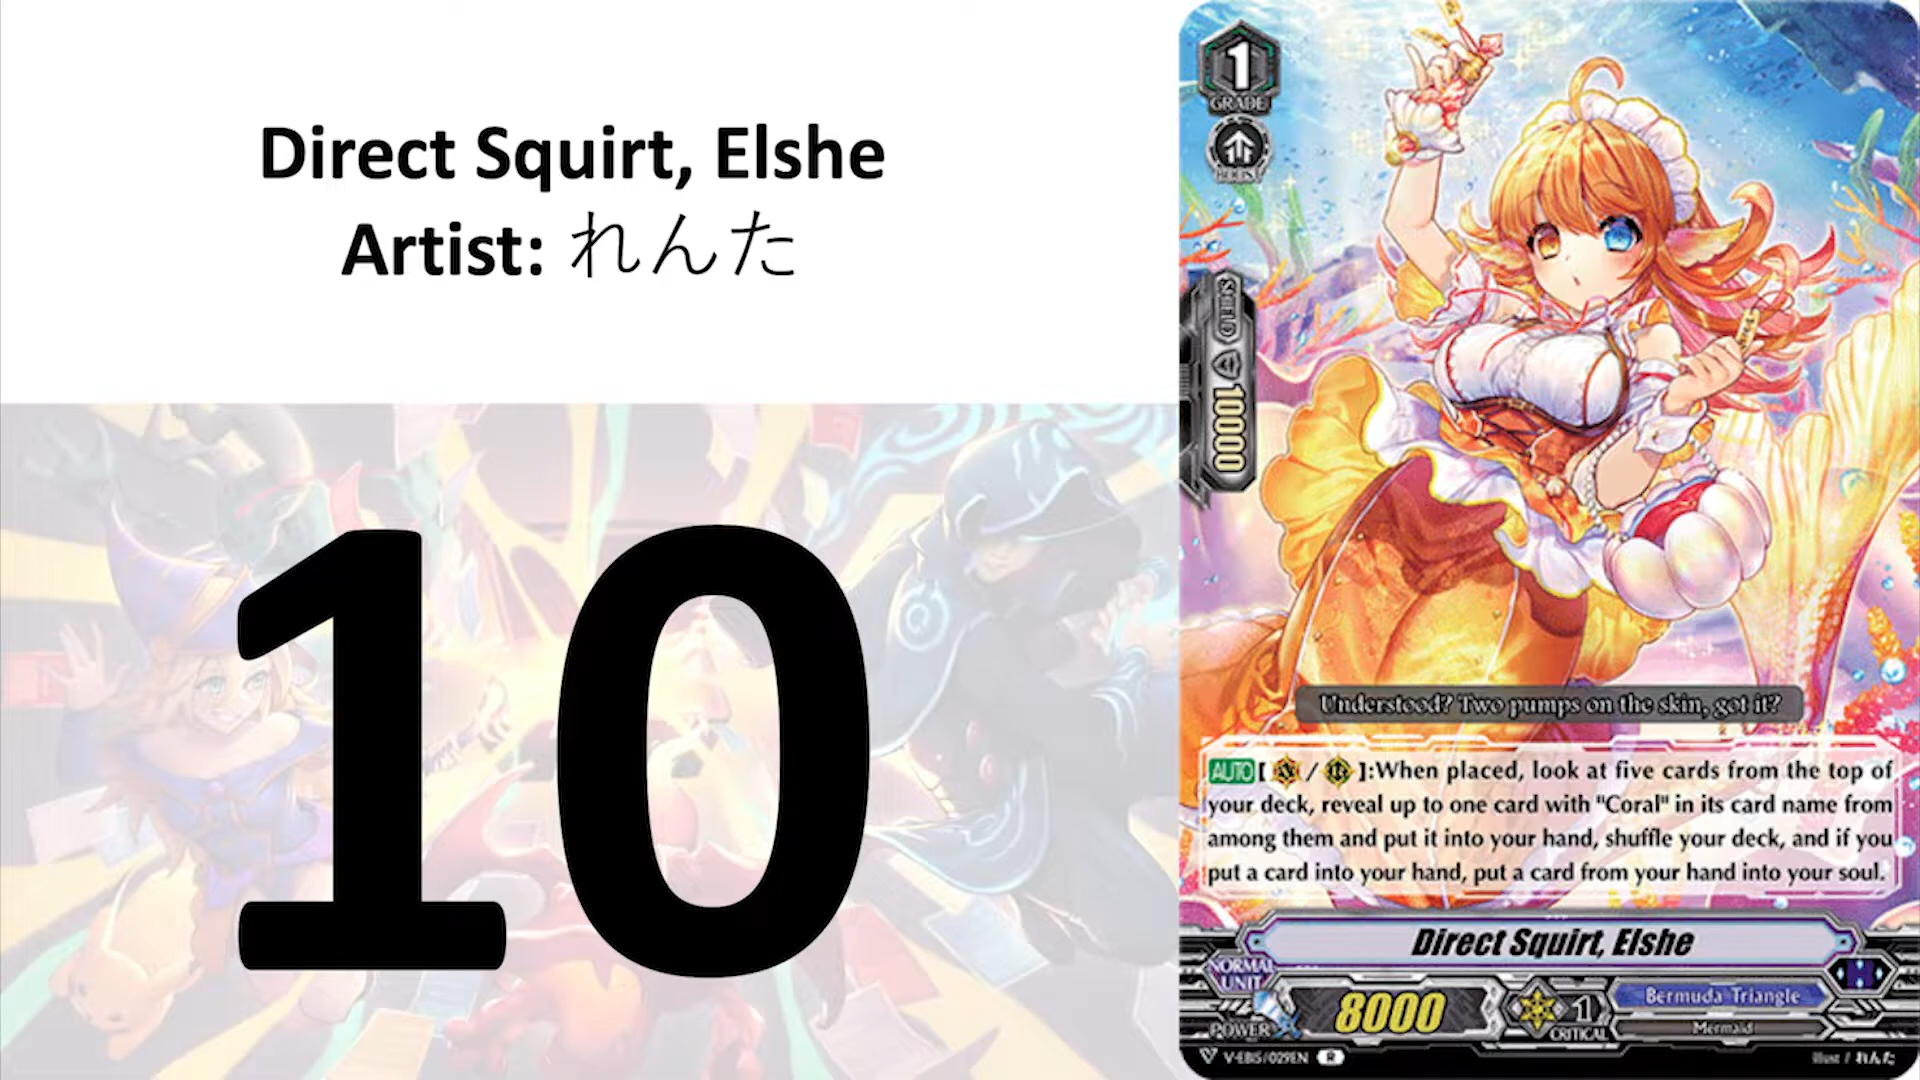 Direct Squirt, Elshe
Artist: れんた
10
1
GRADE
BOOST
SHIELD
10000
Understood? Two pumps on the skin, got it?
AUTO [ V / R ]:When placed, look at five cards from the top of
your deck, reveal up to one card with "Coral" in its card name from
among them and put it into your hand, shuffle your deck, and if you
put a card into your hand, put a card from your hand into your soul.
Direct Squirt, Elshe
NORMAL
UNIT
POWER
8000
1
CRITICAL
Bermuda Triangle
Mermaid
V-EB15/029EN R
illust / れんた